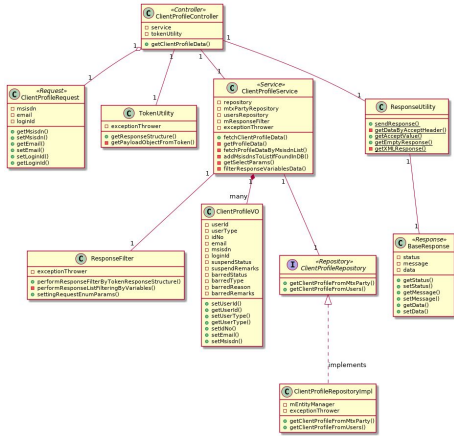 C
«Controller»
ClientProfileController
service
tokenUtility
getClientProfileData()
1
1
1
1
1
1
1
1
C
«Request»
ClientProfileRequest
msisdn
email
loginId
getMsisdn()
setMsisdn()
getEmail()
setEmail()
setLoginId()
getLoginId()
C
TokenUtility
exceptionThrower
getResponseStructure()
getPayloadObjectFromToken()
C
«Service»
ClientProfileService
repository
mtxPartyRepository
usersRepository
mResponseFilter
exceptionThrower
fetchClientProfileData()
getProfileData()
fetchProfileDataByMsisdnList()
addMsisdnsToListIfFoundInDB()
getSelectParams()
filterResponseVariablesData()
C
ResponseUtility
sendResponse()
getDataByAcceptHeader()
getAcceptValue()
getEmptyResponse()
getXMLResponse()
1
1
1
1
many
1
1
C
ResponseFilter
exceptionThrower
performResponseFilterByTokenResponseStructure()
performResponseListFilteringByVariables()
settingRequestEnumParams()
C
ClientProfileVO
userId
userType
idNo
email
msisdn
loginId
suspendStatus
suspendRemarks
barredStatus
barredType
barredReason
barredRemarks
setUserId()
getUserId()
setUserType()
getUserType()
setIdNo()
setEmail()
setMsisdn()
I
«Repository»
ClientProfileRepository
getClientProfileFromMtxParty()
getClientProfileFromUsers()
C
«Response»
BaseResponse
status
message
data
getStatus()
setStatus()
getMessage()
setMessage()
getData()
setData()
implements
C
ClientProfileRepositoryImpl
mEntityManager
exceptionThrower
getClientProfileFromMtxParty()
getClientProfileFromUsers()